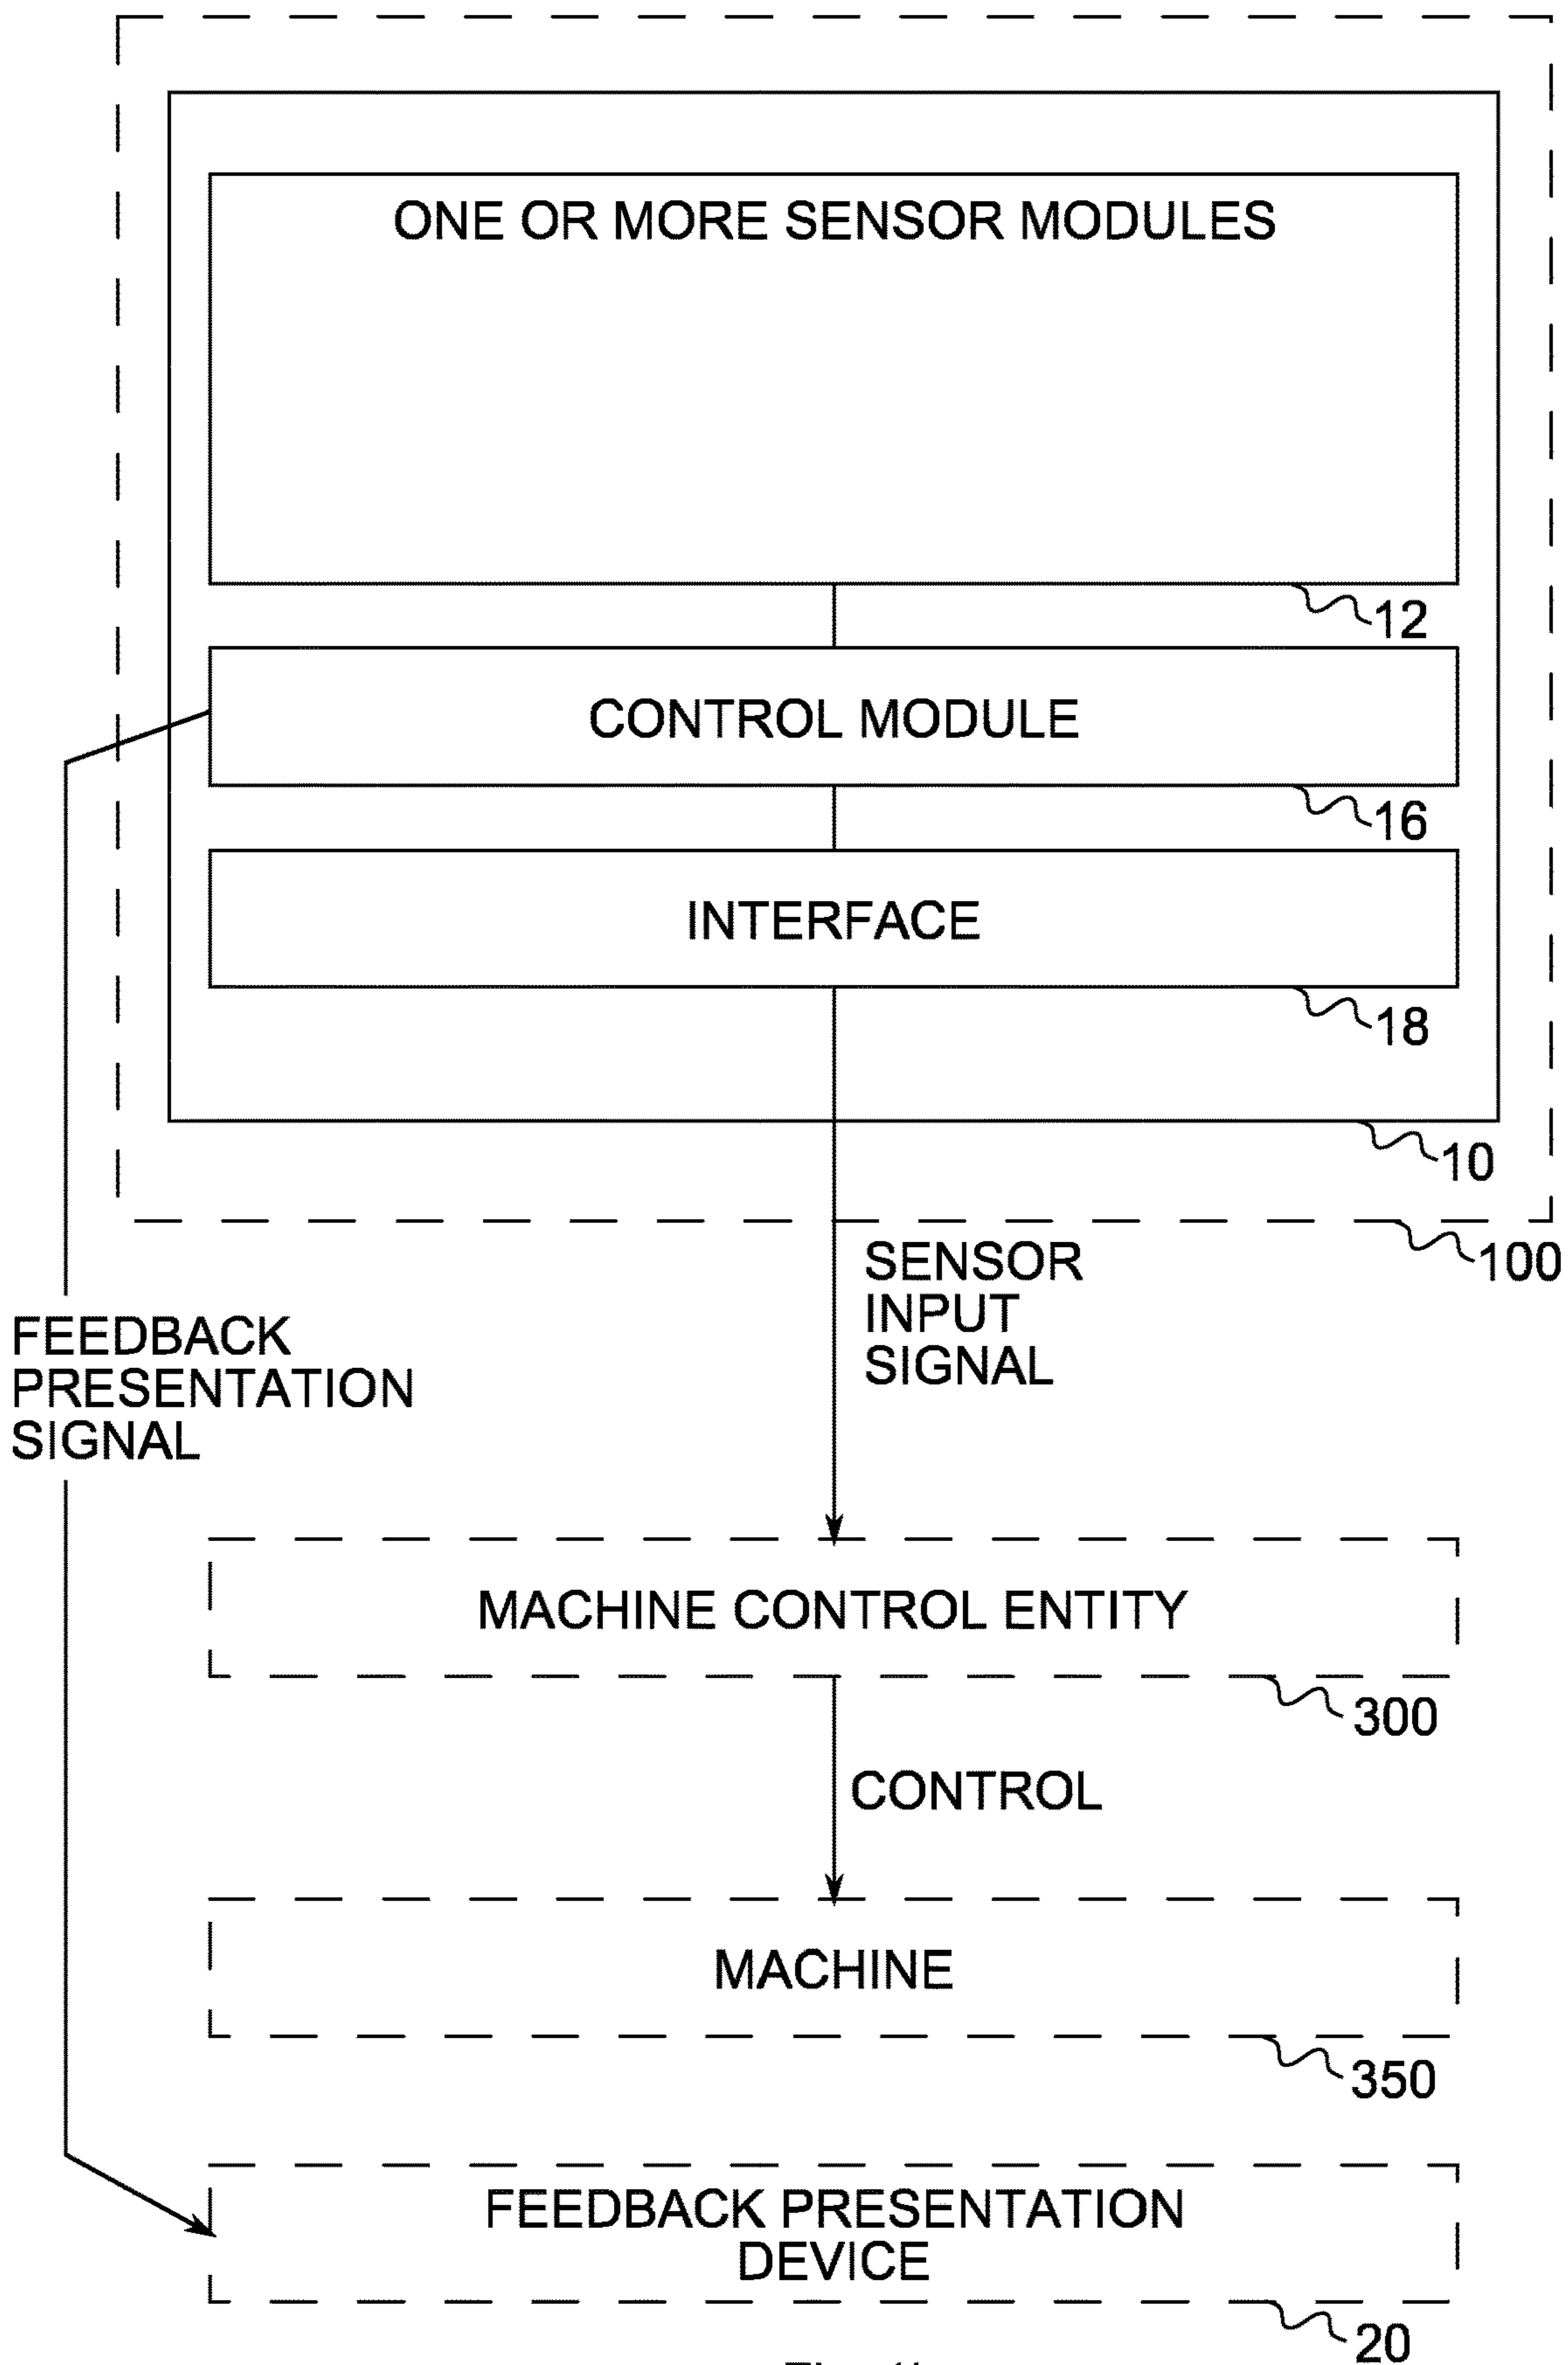 ONE OR MORE SENSOR MODULES
12
CONTROL MODULE
16
INTERFACE
18
10
100
SENSOR
INPUT
SIGNAL
FEEDBACK
PRESENTATION
SIGNAL
MACHINE CONTROL ENTITY
300
CONTROL
MACHINE
350
FEEDBACK PRESENTATION
DEVICE
20